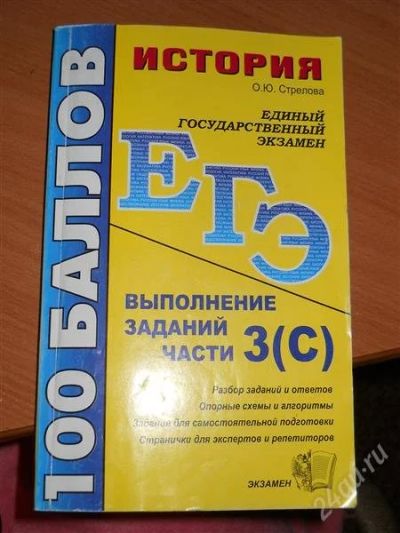 100 БАЛЛОВ
ИСТОРИЯ
О.Ю. Стрелова
ЕДИНЫЙ
ГОСУДАРСТВЕННЫЙ
ЭКЗАМЕН
ЕГЭ
ВЫПОЛНЕНИЕ
ЗАДАНИЙ
ЧАСТИ 3(С)
Разбор заданий и ответов
Опорные схемы и алгоритмы
Задания для самостоятельной подготовки
Странички для экспертов и репетиторов
ЭКЗАМЕН
24au.ru